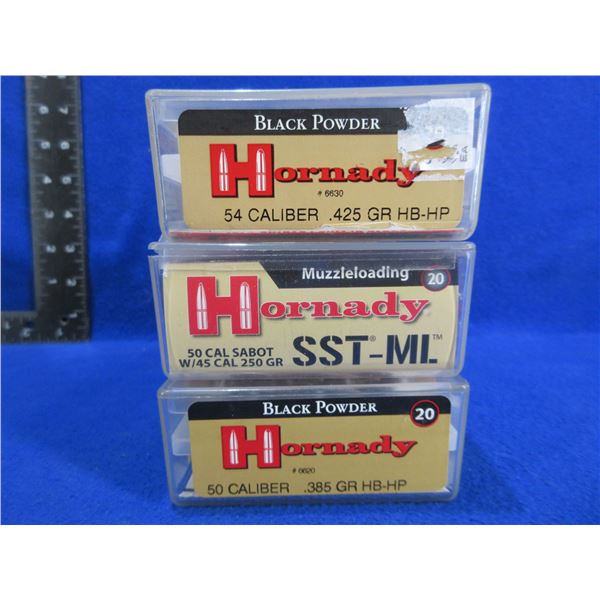 BLACK POWDER
Hornady
# 6630
54 CALIBER .425 GR HB-HP
Muzzleloading 20
Hornady
50 CAL SABOT
W/45 CAL 250 GR
SST®-ML™
BLACK POWDER 20
Hornady
# 6620
50 CALIBER .385 GR HB-HP